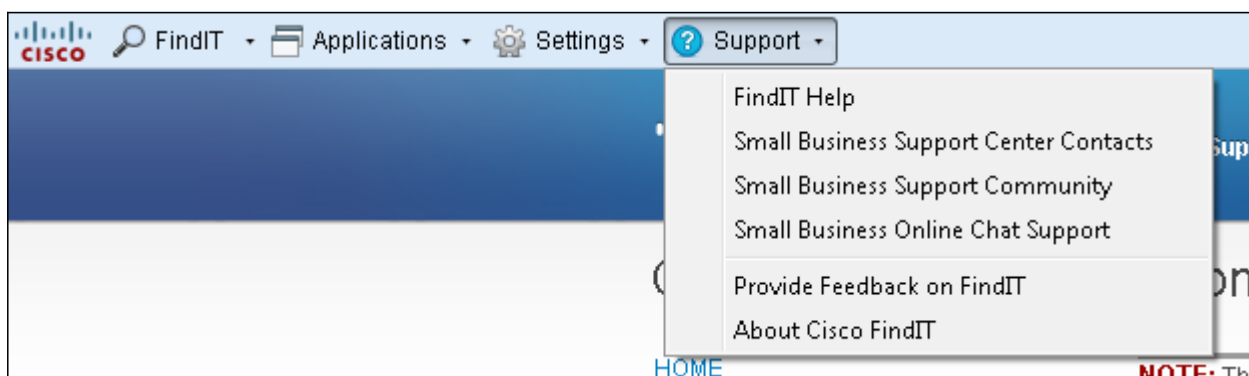 CISCO FindIT Applications Settings Support
FindIT Help
Small Business Support Center Contacts
Small Business Support Community
Small Business Online Chat Support
Provide Feedback on FindIT
About Cisco FindIT
HOME
NOTE: